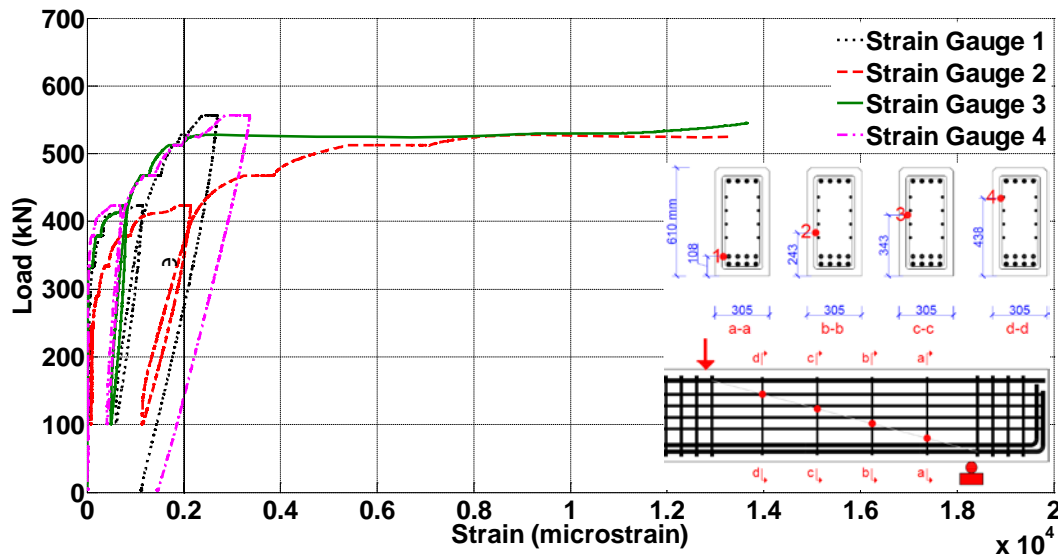 700
600
500
400
300
200
100
0
Load (kN)
Strain Gauge 1
Strain Gauge 2
Strain Gauge 3
Strain Gauge 4
1
2
3
4
610 mm
108
243
343
438
305
305
305
305
a-a
b-b
c-c
d-d
d
c
b
a
d
c
b
a
0
0.2
0.4
0.6
0.8
1
1.2
1.4
1.6
1.8
2
Strain (microstrain)
x 10⁴